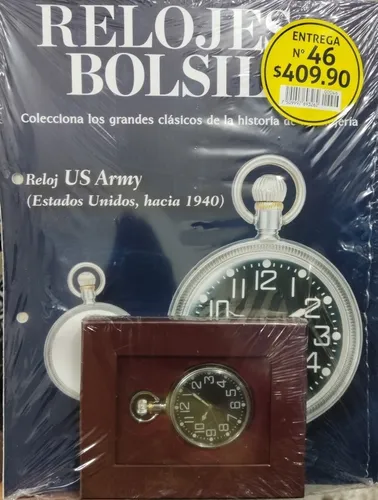 RELOJES
BOLSIL
Colecciona los grandes clásicos de la historia de
ENTREGA
Nº 46
$409.90
Reloj US Army
(Estados Unidos, hacia 1940)